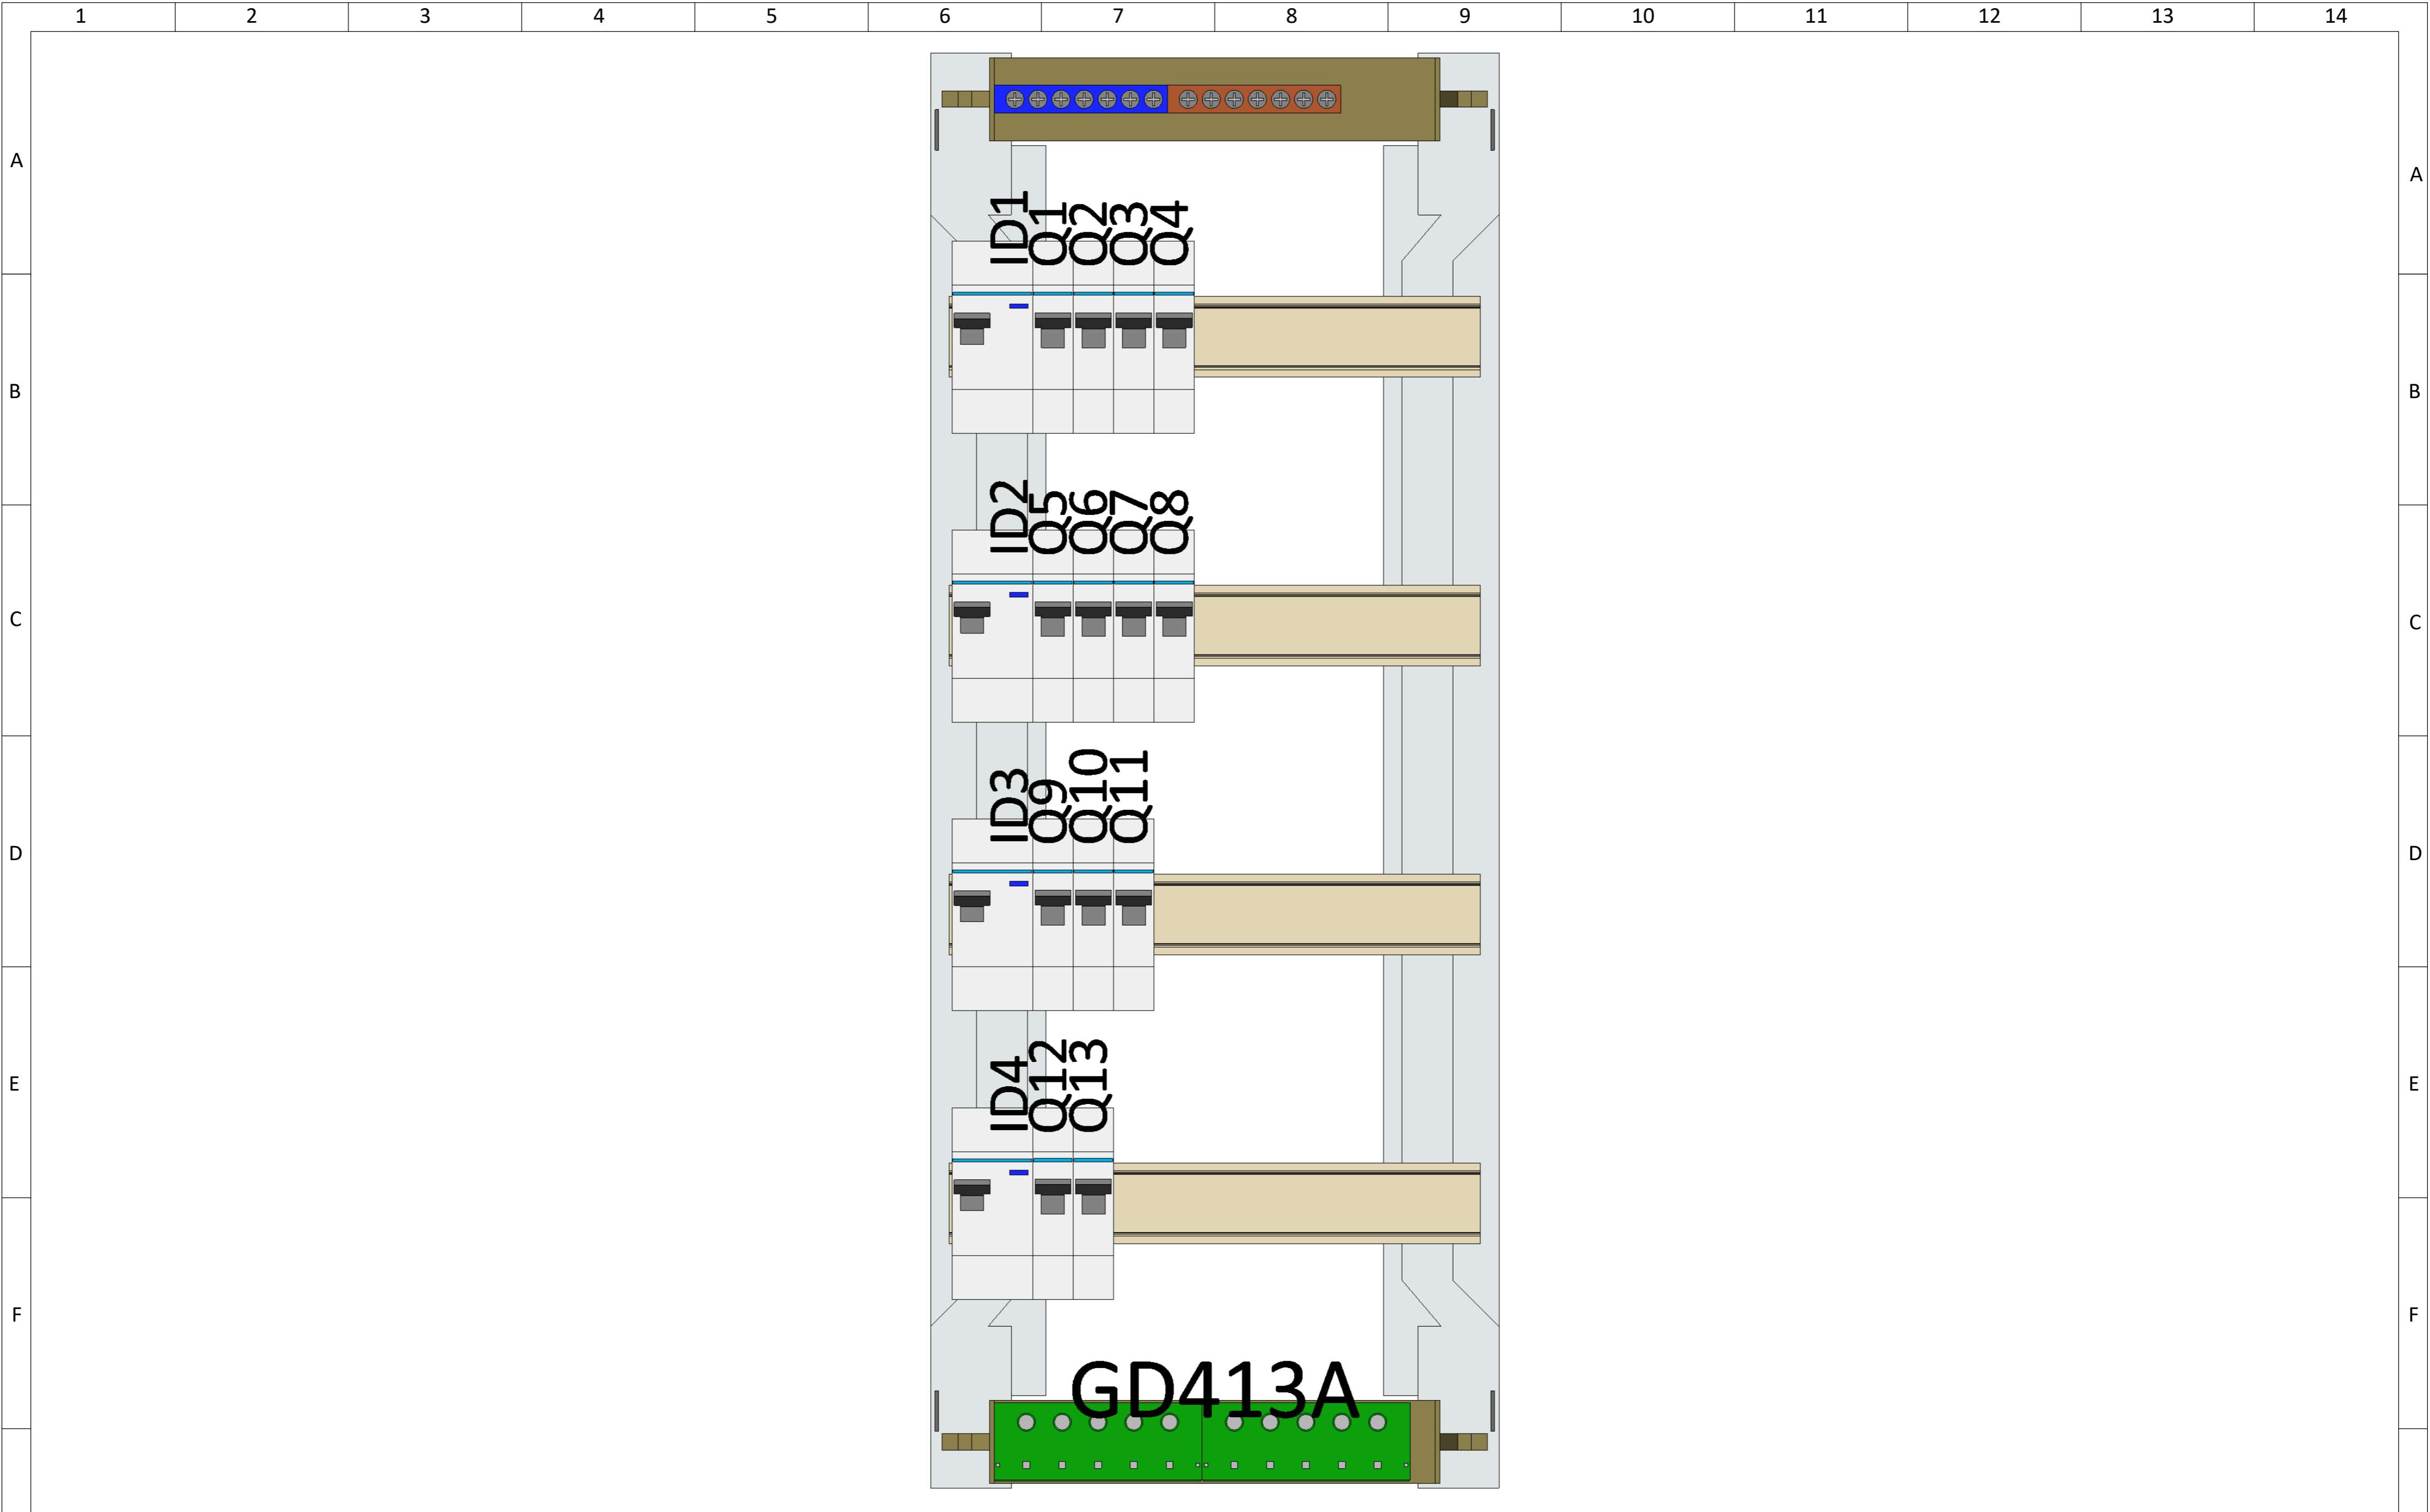 1 2 3 4 5 6 7 8 9 10 11 12 13 14
A A
ID1 Q1 Q2 Q3 Q4
B B
ID2 Q5 Q6 Q7 Q8
C C
ID3 Q9 Q10 Q11
D D
ID4 Q12 Q13
E E
F F
GD413A